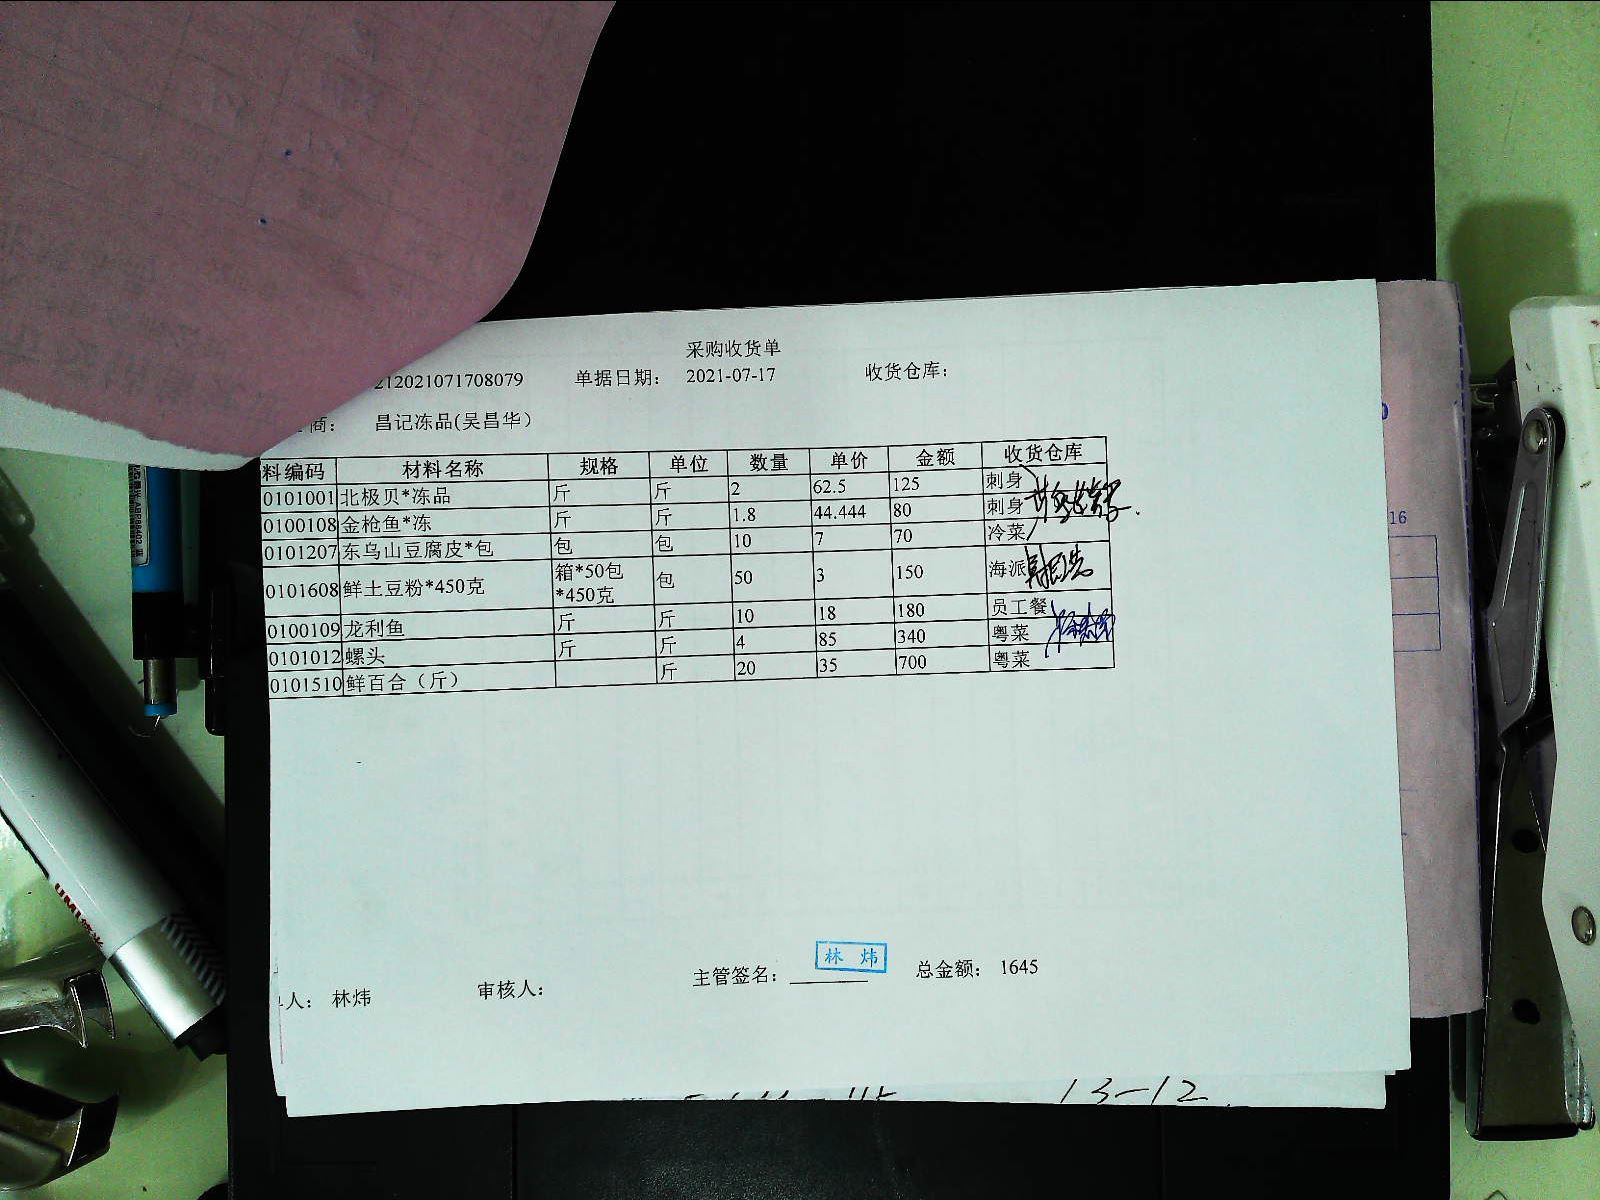 采购收货单
212021071708079 单据日期： 2021-07-17 收货仓库：
商： 昌记冻品(吴昌华）
料编码 材料名称 规格 单位 数量 单价 金额 收货仓库
0101001 北极贝*冻品 斤 斤 2 62.5 125 刺身
0100108 金枪鱼*冻 斤 斤 1.8 44.444 80 刺身
0101207 东乌山豆腐皮*包 包 包 10 7 70 冷菜
0101608 鲜土豆粉*450克 箱*50包 包 50 3 150 海派
*450克
0100109 龙利鱼 斤 斤 10 18 180 员工餐
0101012 螺头 斤 斤 4 85 340 粤菜
0101510 鲜百合（斤） 斤 20 35 700 粤菜
人： 林炜 审核人： 主管签名： 林 炜 总金额： 1645
13-12
16